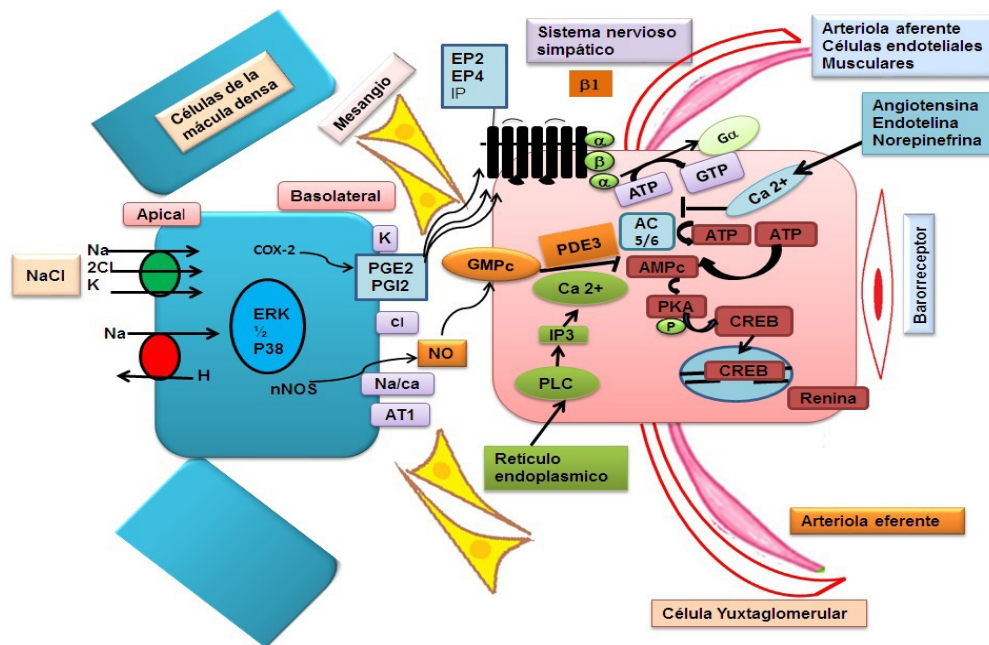 Células de la
mácula densa
Mesangio
EP2
EP4
IP
Sistema nervioso
simpático
β1
Arteriola aferente
Células endoteliales
Musculares
Angiotensina
Endotelina
Norepinefrina
Apical
Basolateral
NaCl
Na
2Cl
K
Na
H
COX-2
ERK
½
P38
nNOS
K
PGE2
PGI2
cl
Na/ca
AT1
NO
GMPc
PDE3
α
β
α
Gα
ATP
GTP
Ca 2+
AC
5/6
ATP
ATP
AMPc
Ca 2+
PKA
P
CREB
IP3
PLC
CREB
Renina
Barorreceptor
Retículo
endoplasmico
Arteriola eferente
Célula Yuxtaglomerular